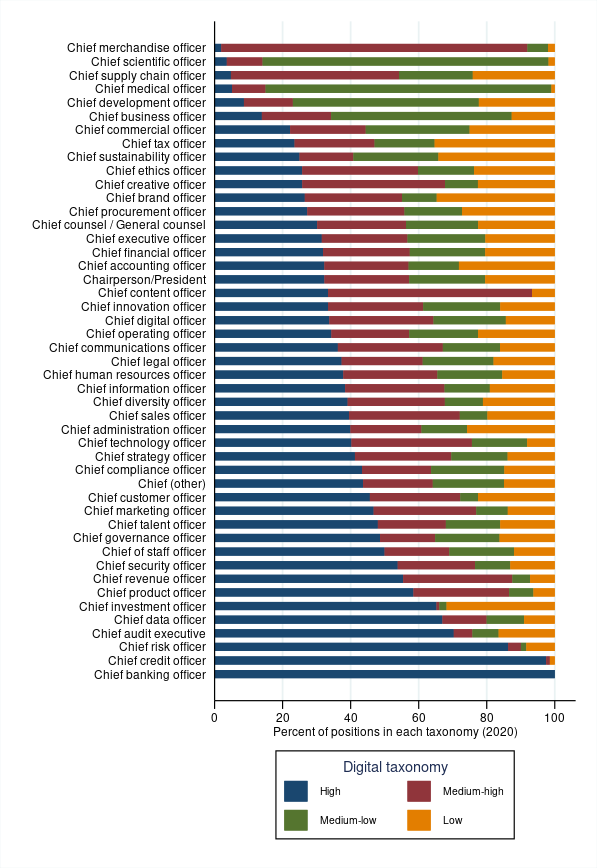 Chief merchandise officer
Chief scientific officer
Chief supply chain officer
Chief medical officer
Chief development officer
Chief business officer
Chief commercial officer
Chief tax officer
Chief sustainability officer
Chief ethics officer
Chief creative officer
Chief brand officer
Chief procurement officer
Chief counsel / General counsel
Chief executive officer
Chief financial officer
Chief accounting officer
Chairperson/President
Chief content officer
Chief innovation officer
Chief digital officer
Chief operating officer
Chief communications officer
Chief legal officer
Chief human resources officer
Chief information officer
Chief diversity officer
Chief sales officer
Chief administration officer
Chief technology officer
Chief strategy officer
Chief compliance officer
Chief (other)
Chief customer officer
Chief marketing officer
Chief talent officer
Chief governance officer
Chief of staff officer
Chief security officer
Chief revenue officer
Chief product officer
Chief investment officer
Chief data officer
Chief audit executive
Chief risk officer
Chief credit officer
Chief banking officer
0 20 40 60 80 100
Percent of positions in each taxonomy (2020)
Digital taxonomy
High Medium-high
Medium-low Low